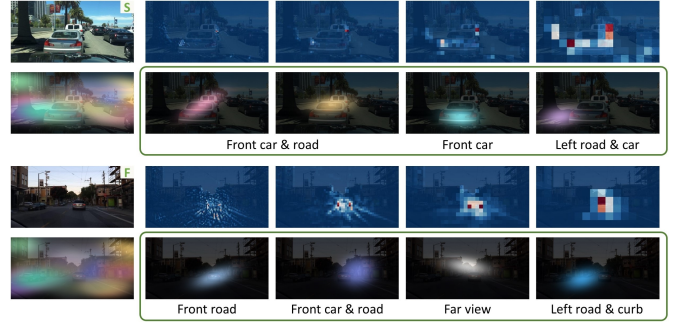 S
Front car & road
Front car
Left road & car
F
Front road
Front car & road
Far view
Left road & curb